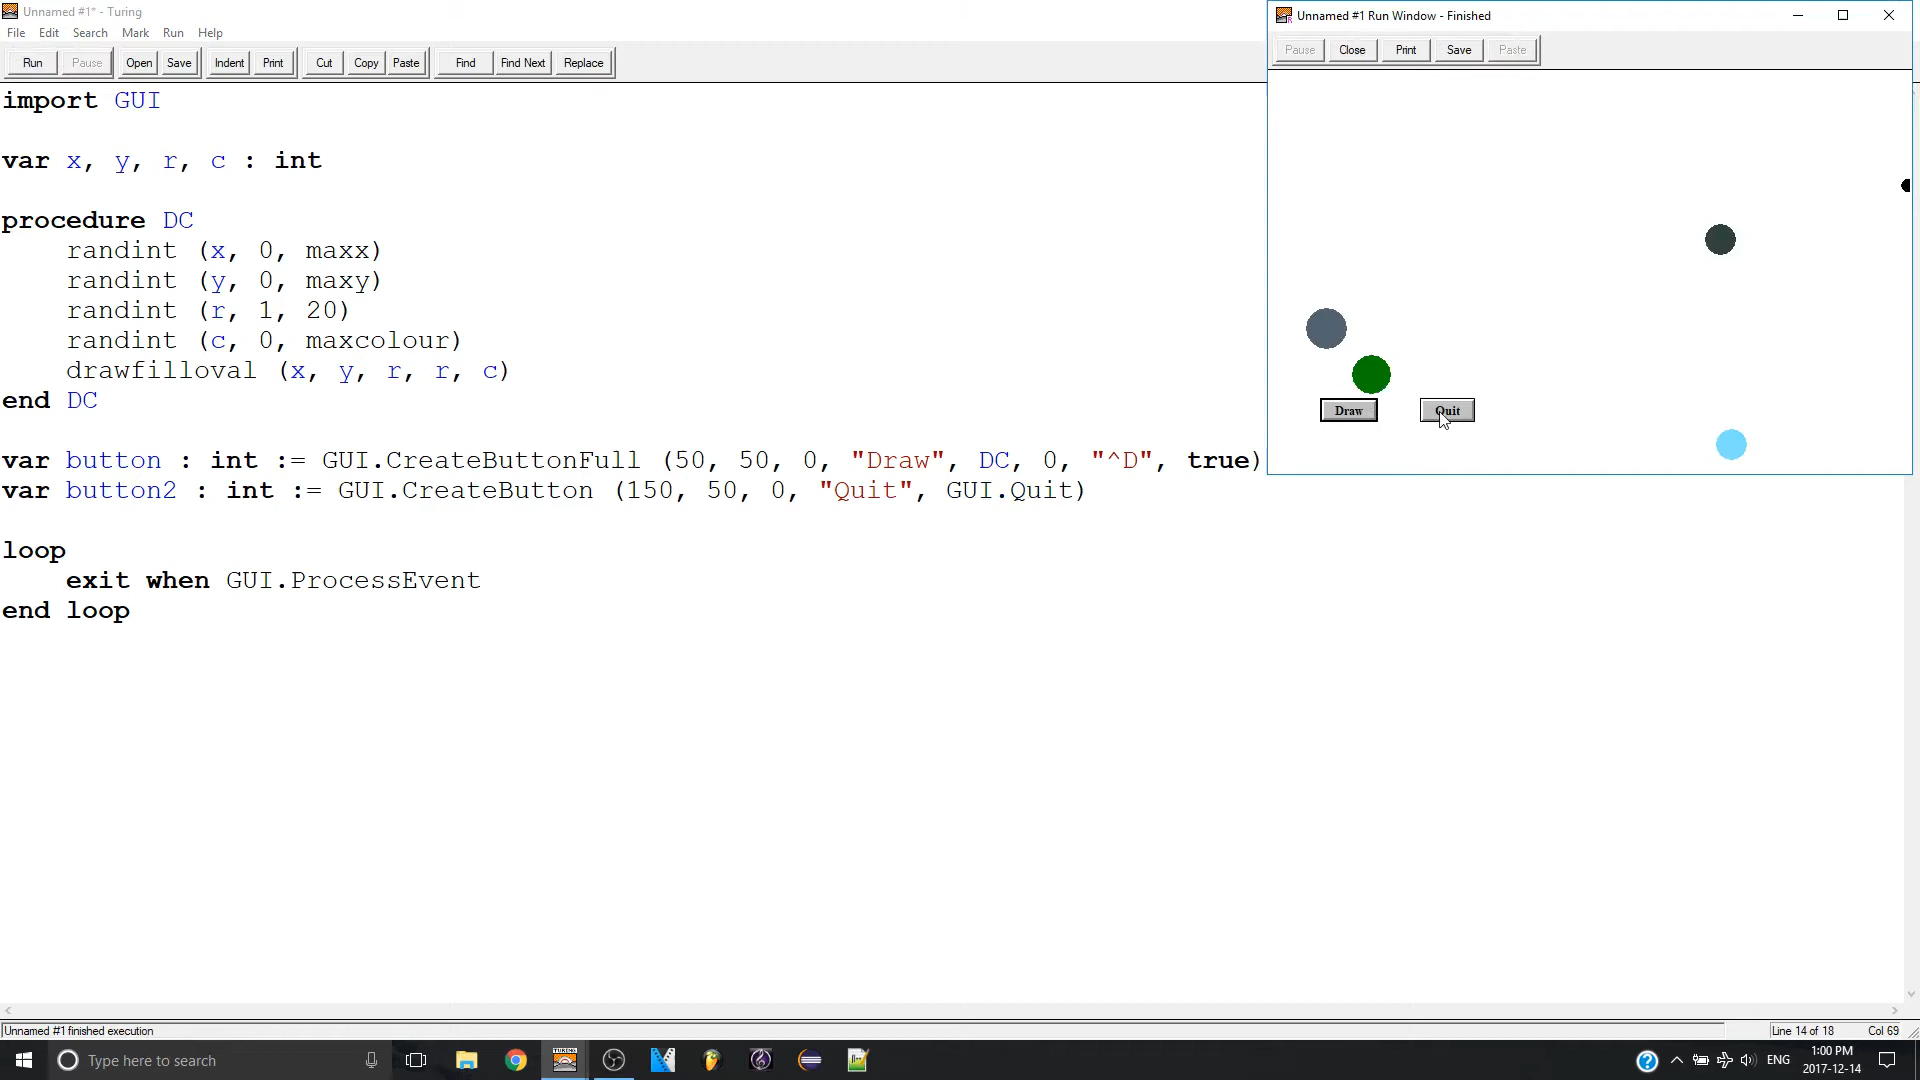 Unnamed #1* - Turing
File Edit Search Mark Run Help
Run Pause Open Save Indent Print Cut Copy Paste Find Find Next Replace
import GUI
var x, y, r, c : int
procedure DC
randint (x, 0, maxx)
randint (y, 0, maxy)
randint (r, 1, 20)
randint (c, 0, maxcolour)
drawfilloval (x, y, r, r, c)
end DC
var button : int := GUI.CreateButtonFull (50, 50, 0, "Draw", DC, 0, "^D", true)
var button2 : int := GUI.CreateButton (150, 50, 0, "Quit", GUI.Quit)
loop
exit when GUI.ProcessEvent
end loop
Unnamed #1 Run Window - Finished
Pause Close Print Save Paste
Draw Quit
Unnamed #1 finished execution
Line 14 of 18 Col 69
Type here to search
TURING
ENG
1:00 PM
2017-12-14